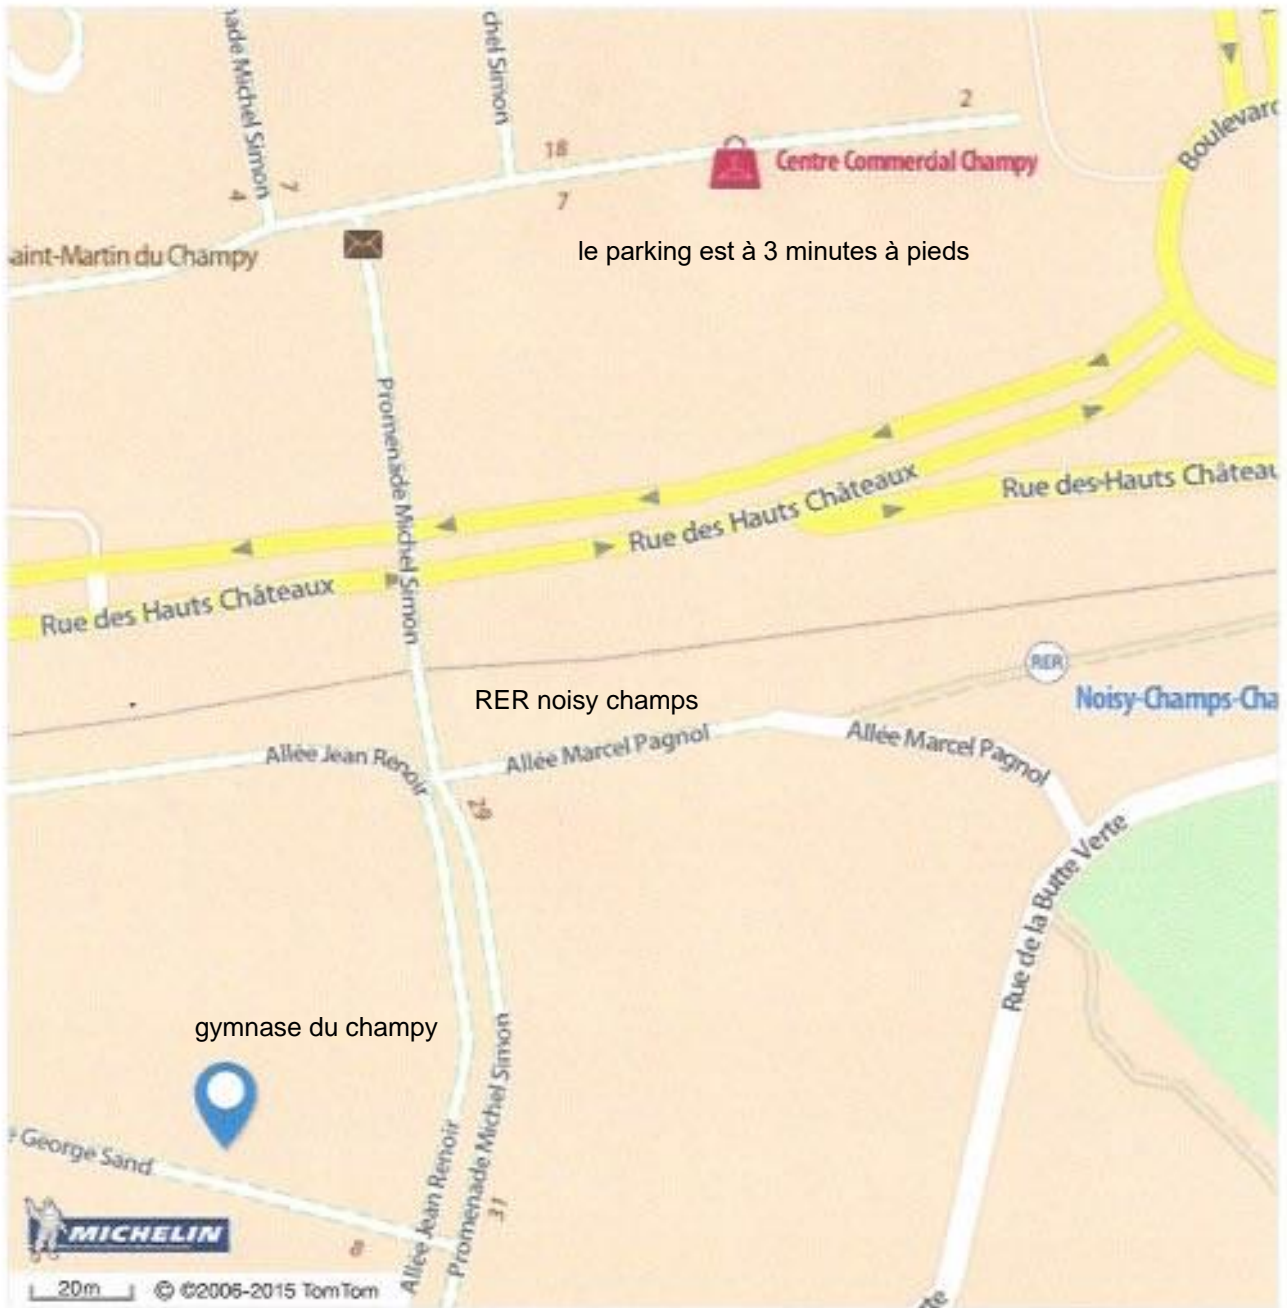 nade Michel Simon
chel Simon
2
Boulevard
18
Centre Commercial Champy
7
4
7
aint-Martin du Champy
le parking est à 3 minutes à pieds
Promenade Michel Simon
Rue des Hauts Châteaux
Rue des Hauts Châteaux
Rue des Hauts Château
RER
RER noisy champs
Noisy-Champs-Cha
Allée Jean Renoir
Allée Marcel Pagnol
Allée Marcel Pagnol
29
Rue de la Butte Verte
gymnase du champy
e George Sand
Allée Jean Renoir
Promenade Michel Simon
31
8
MICHELIN
20m
© ©2006-2015 TomTom
te